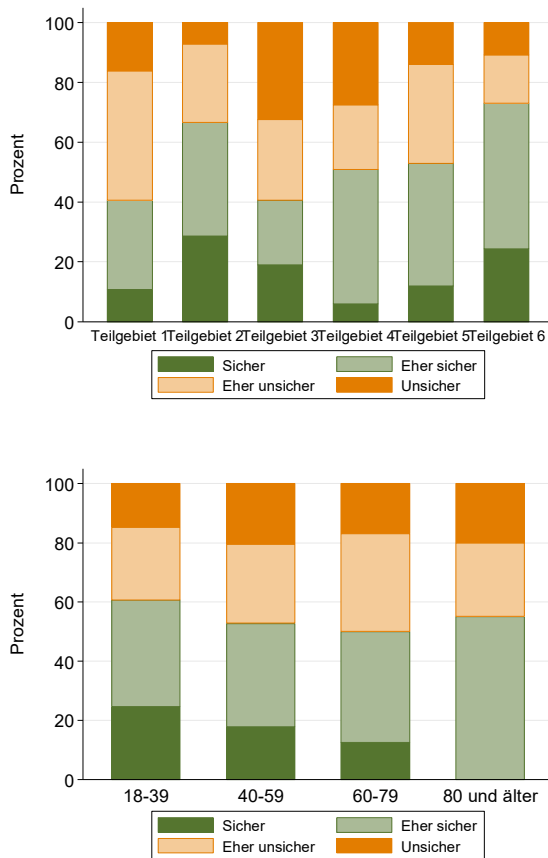 100
80
60
40
20
0
Prozent
Teilgebiet 1 Teilgebiet 2 Teilgebiet 3 Teilgebiet 4 Teilgebiet 5 Teilgebiet 6
Sicher Eher sicher
Eher unsicher Unsicher
100
80
60
40
20
0
Prozent
18-39 40-59 60-79 80 und älter
Sicher Eher sicher
Eher unsicher Unsicher